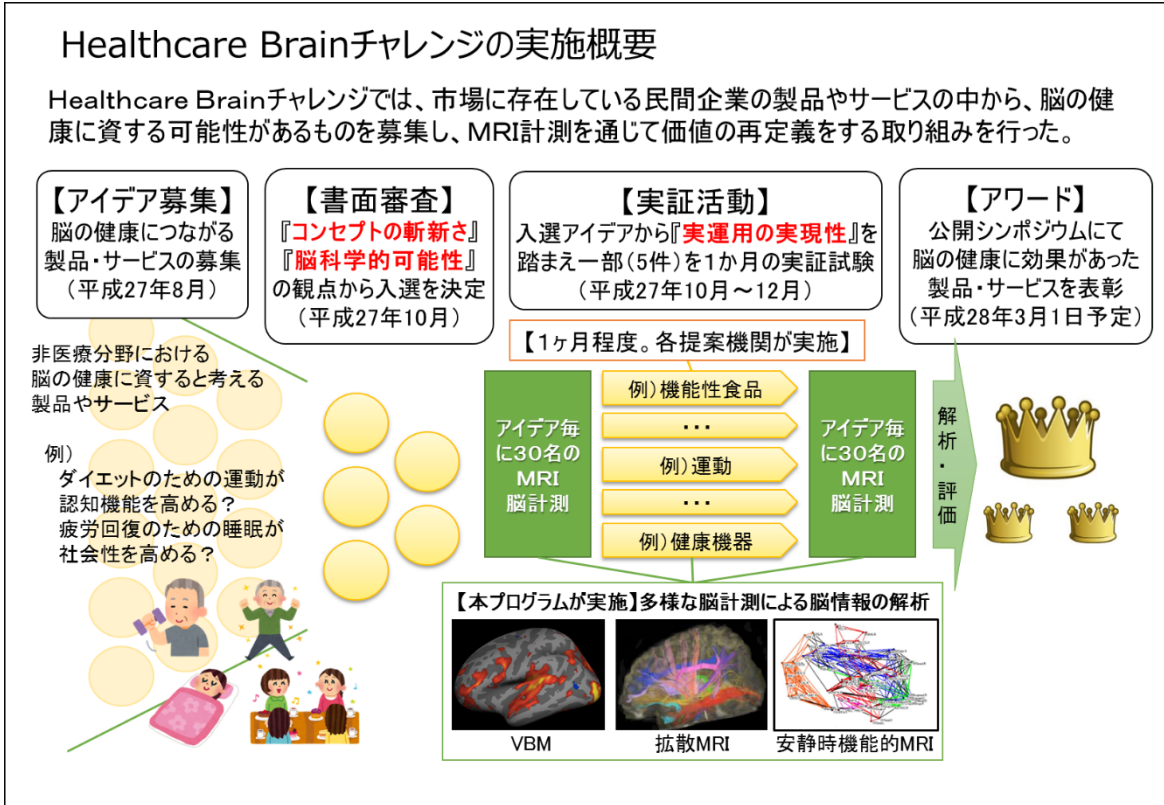 Healthcare Brainチャレンジの実施概要
Healthcare Brainチャレンジでは、市場に存在している民間企業の製品やサービスの中から、脳の健
康に資する可能性があるものを募集し、MRI計測を通じて価値の再定義をする取り組みを行った。
【アイデア募集】
脳の健康につながる
製品・サービスの募集
（平成27年8月）
【書面審査】
『コンセプトの斬新さ』
『脳科学的可能性』
の観点から入選を決定
（平成27年10月）
【実証活動】
入選アイデアから『実運用の実現性』を
踏まえ一部（5件）を1か月の実証試験
（平成27年10月～12月）
【アワード】
公開シンポジウムにて
脳の健康に効果があった
製品・サービスを表彰
（平成28年3月1日予定）
非医療分野における
脳の健康に資すると考える
製品やサービス
例）
ダイエットのための運動が
認知機能を高める？
疲労回復のための睡眠が
社会性を高める？
【1ヶ月程度。各提案機関が実施】
アイデア毎
に30名の
MRI
脳計測
例）機能性食品
・・・
例）運動
・・・
例）健康機器
アイデア毎
に30名の
MRI
脳計測
解析・評価
【本プログラムが実施】多様な脳計測による脳情報の解析
VBM
拡散MRI
安静時機能的MRI